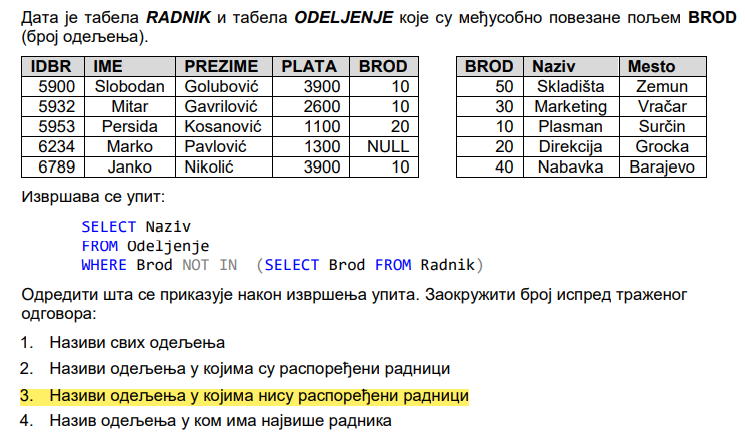 Дата је табела RADNIK и табела ODELJENJE које су међусобно повезане пољем BROD
(број одељења).
IDBR IME PREZIME PLATA BROD
5900 Slobodan Golubović 3900 10
5932 Mitar Gavrilović 2600 10
5953 Persida Kosanović 1100 20
6234 Marko Pavlović 1300 NULL
6789 Janko Nikolić 3900 10
BROD Naziv Mesto
50 Skladišta Zemun
30 Marketing Vračar
10 Plasman Surčin
20 Direkcija Grocka
40 Nabavka Barajevo
Извршава се упит:
SELECT Naziv
FROM Odeljenje
WHERE Brod NOT IN (SELECT Brod FROM Radnik)
Одредити шта се приказује након извршења упита. Заокружити број испред траженог
одговора:
1. Називи свих одељења
2. Називи одељења у којима су распоређени радници
3. Називи одељења у којима нису распоређени радници
4. Назив одељења у ком има највише радника